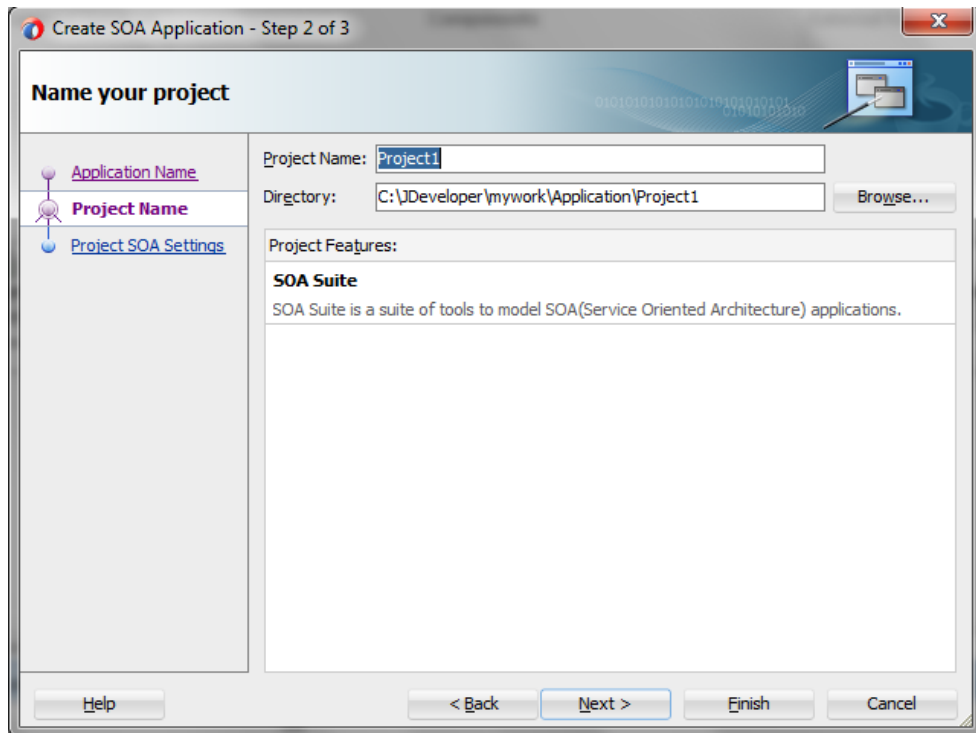 Create SOA Application - Step 2 of 3
Name your project
Application Name
Project Name
Project SOA Settings
Project Name: Project1
Directory: C:\JDeveloper\mywork\Application\Project1 Browse...
Project Features:
SOA Suite
SOA Suite is a suite of tools to model SOA(Service Oriented Architecture) applications.
Help < Back Next > Finish Cancel